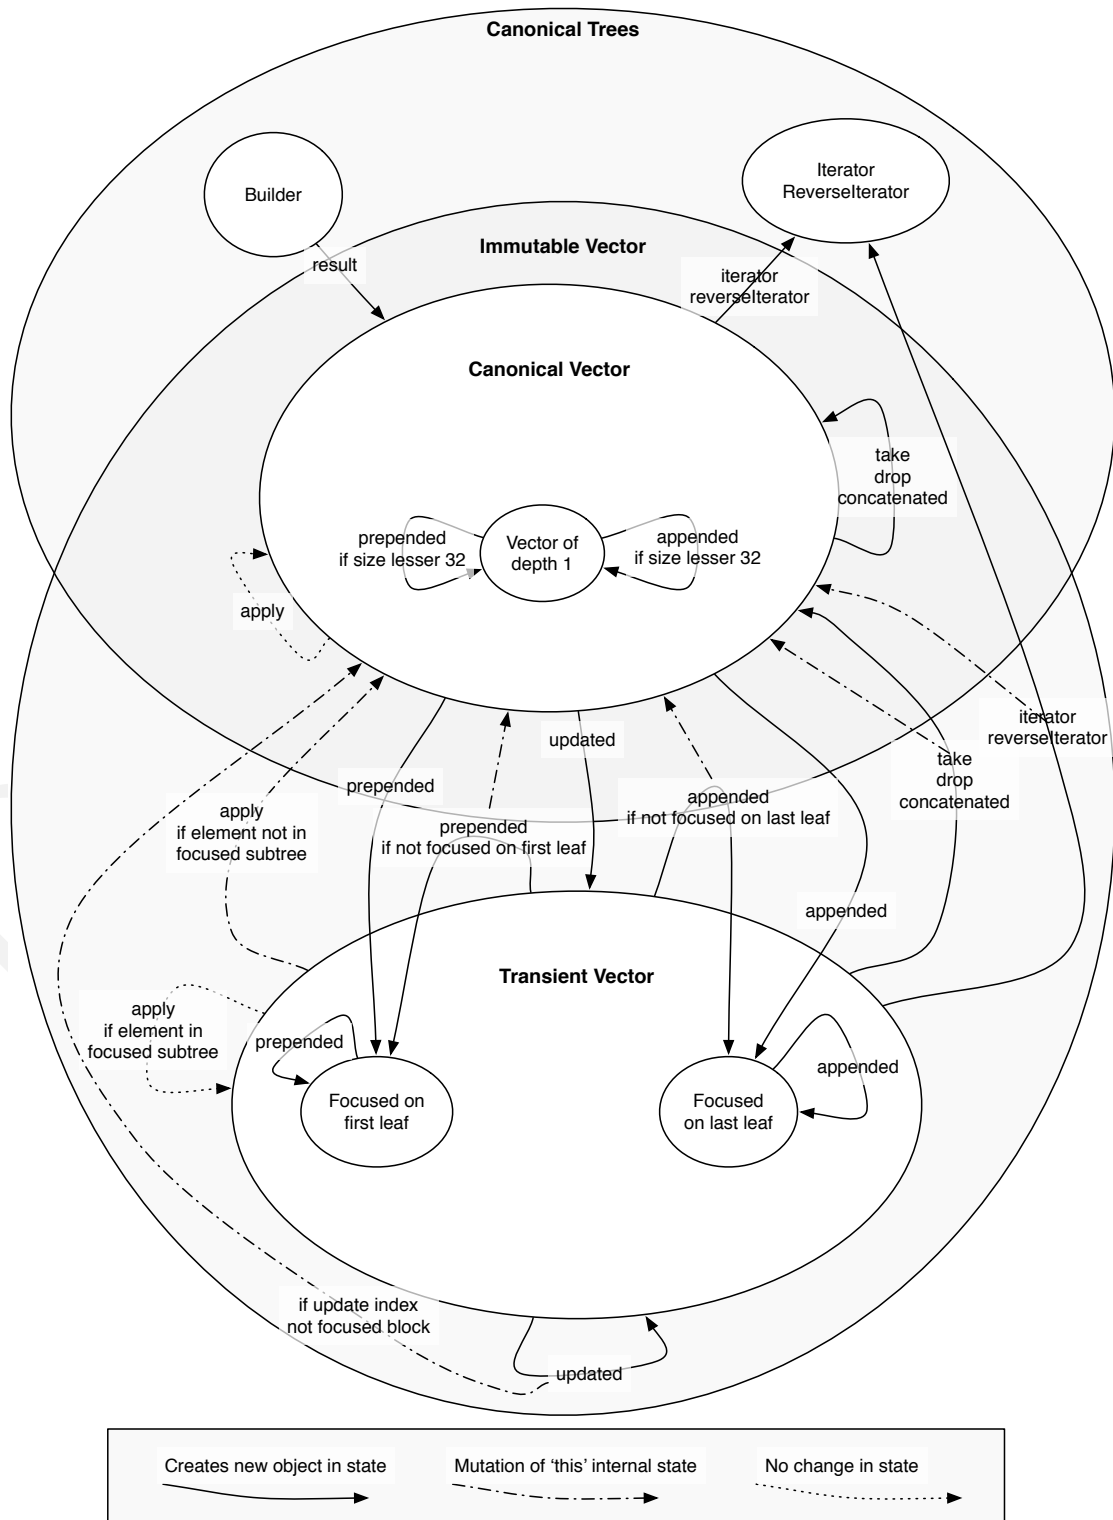 Canonical Trees
Builder
Iterator
ReverseIterator
Immutable Vector
result
iterator
reverseIterator
Canonical Vector
take
drop
concatenated
prepended
if size lesser 32
Vector of
depth 1
appended
if size lesser 32
apply
iterator
reverseIterator
updated
take
drop
concatenated
prepended
appended
if not focused on last leaf
apply
if element not in
focused subtree
prepended
if not focused on first leaf
appended
Transient Vector
apply
if element in
focused subtree
prepended
appended
Focused on
first leaf
Focused
on last leaf
if update index
not focused block
updated
Creates new object in state
Mutation of ‘this’ internal state
No change in state